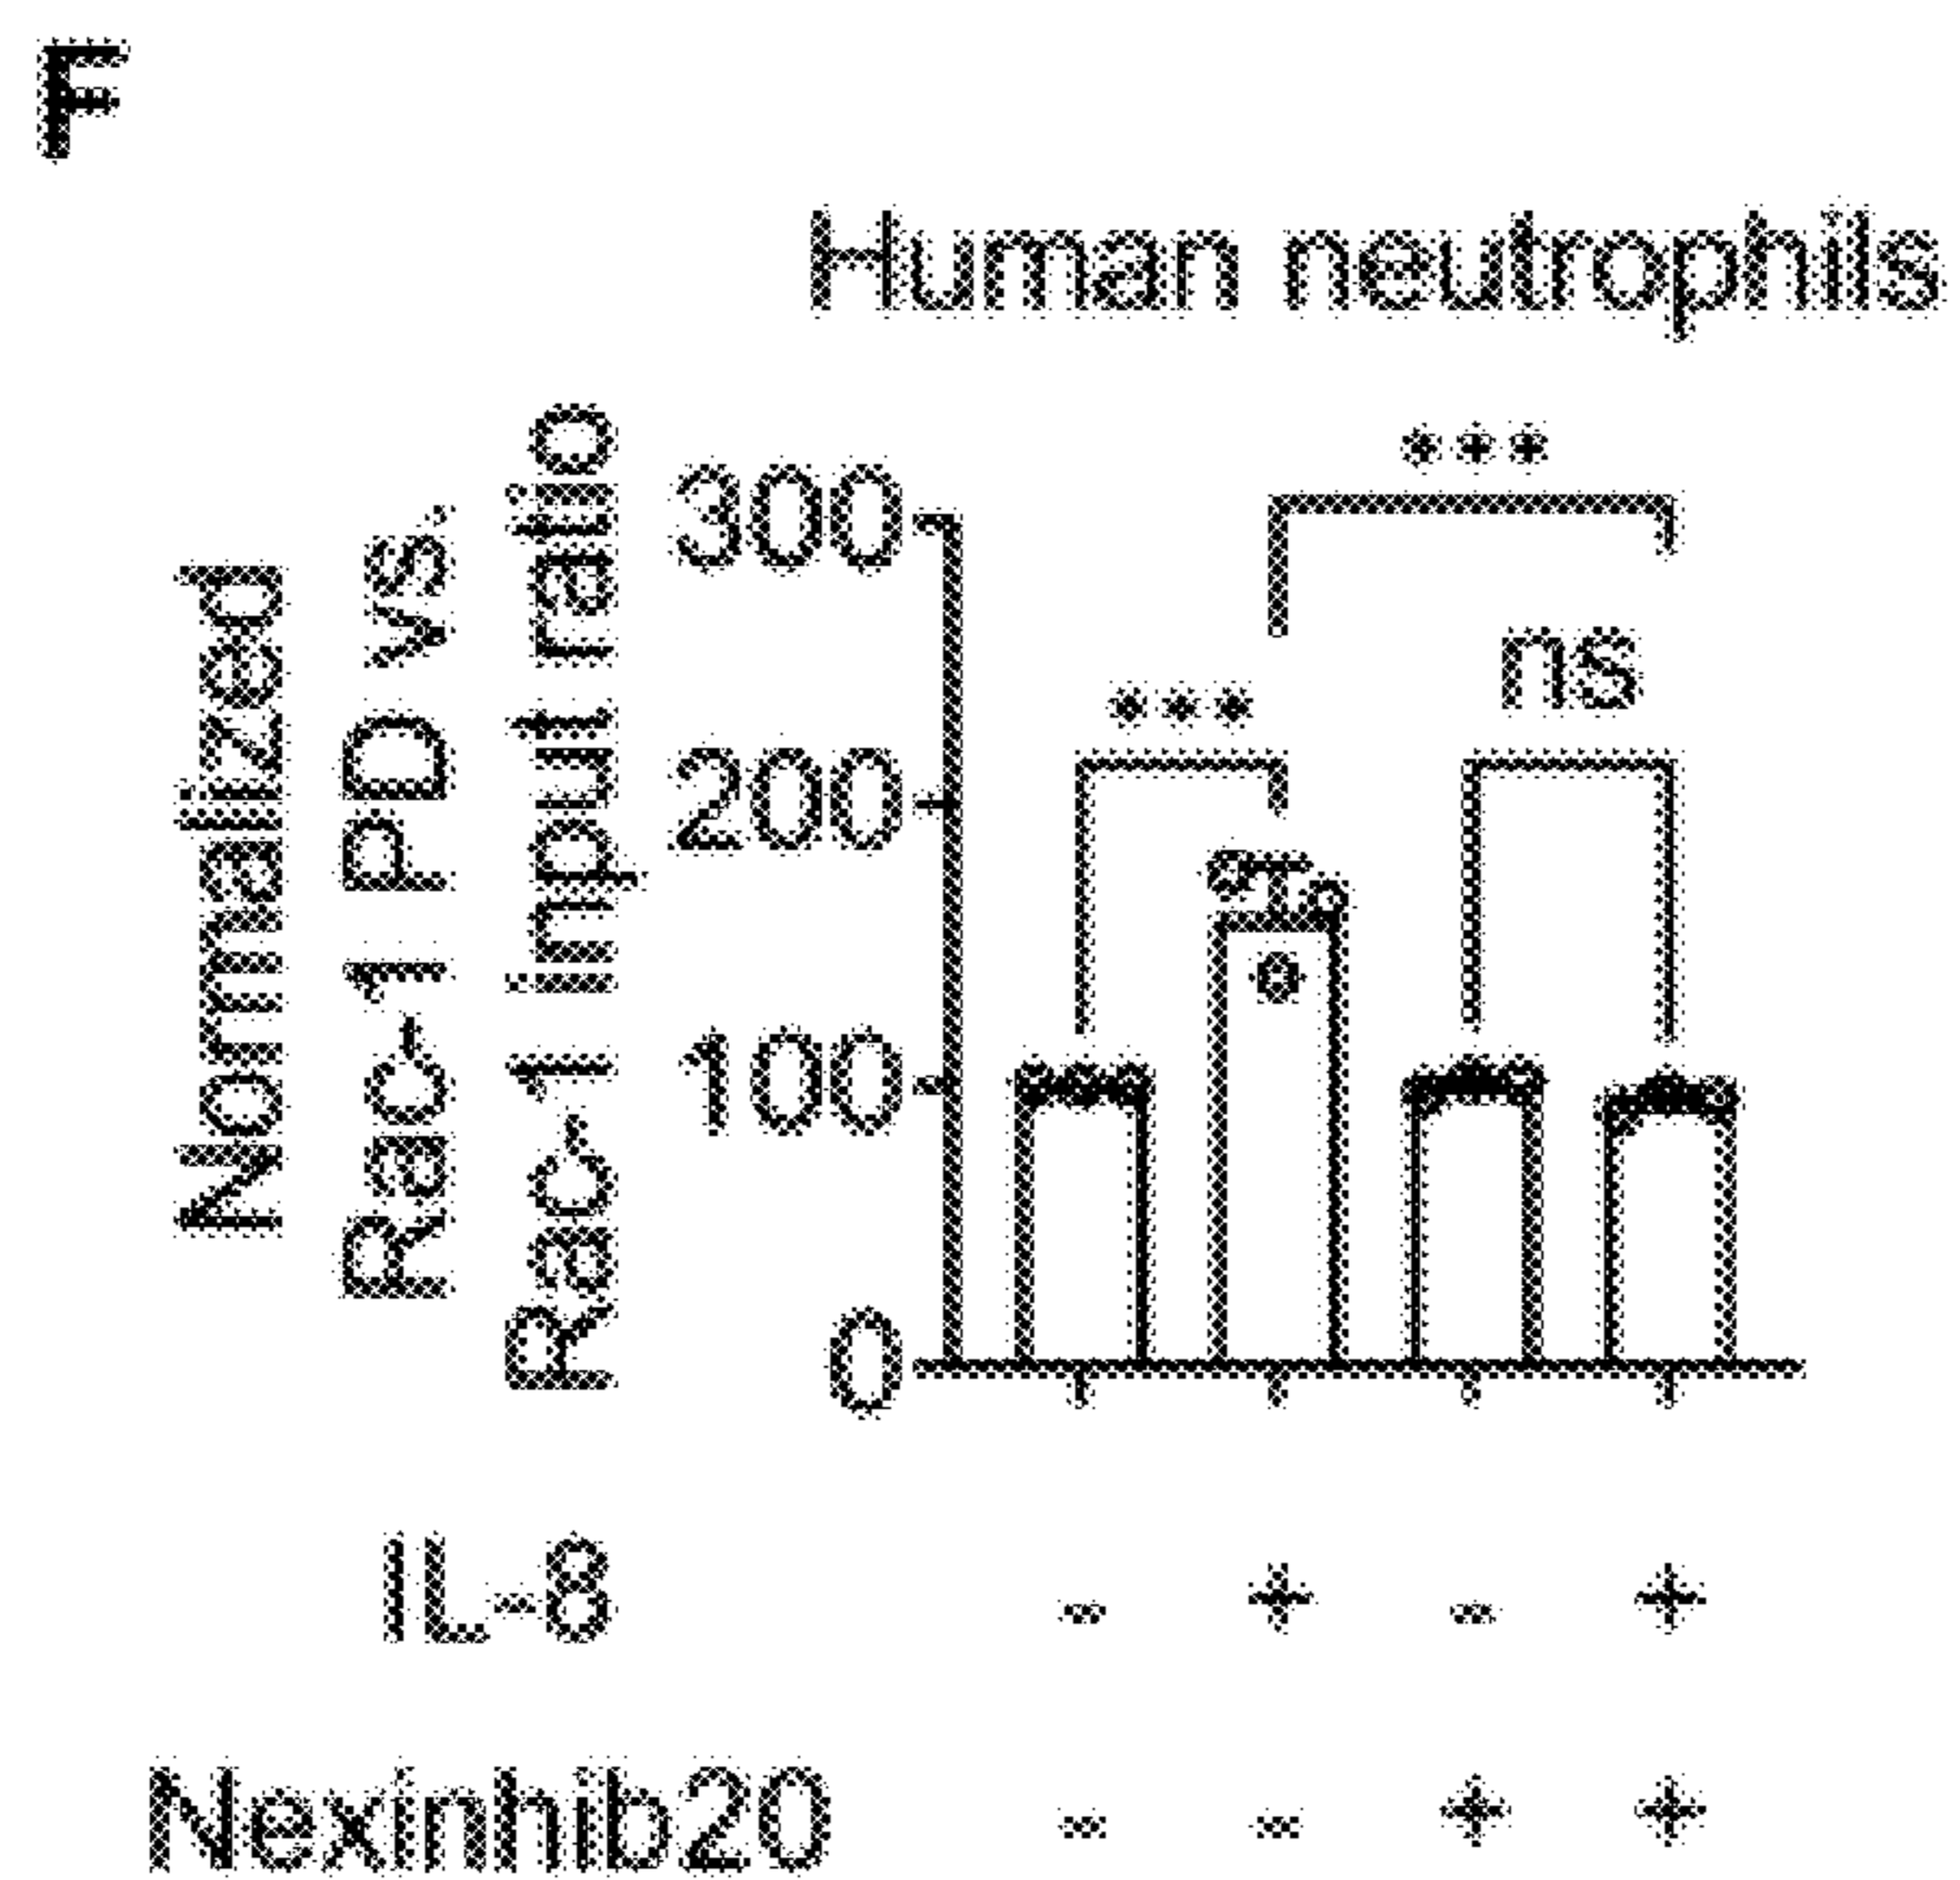 F
Human neutrophils
Normalized
Rac-1 PD vs.
Rac-1 input ratio
300
200
100
0
***
***
ns
IL-8 - + - +
Nexinhib20 - - + +